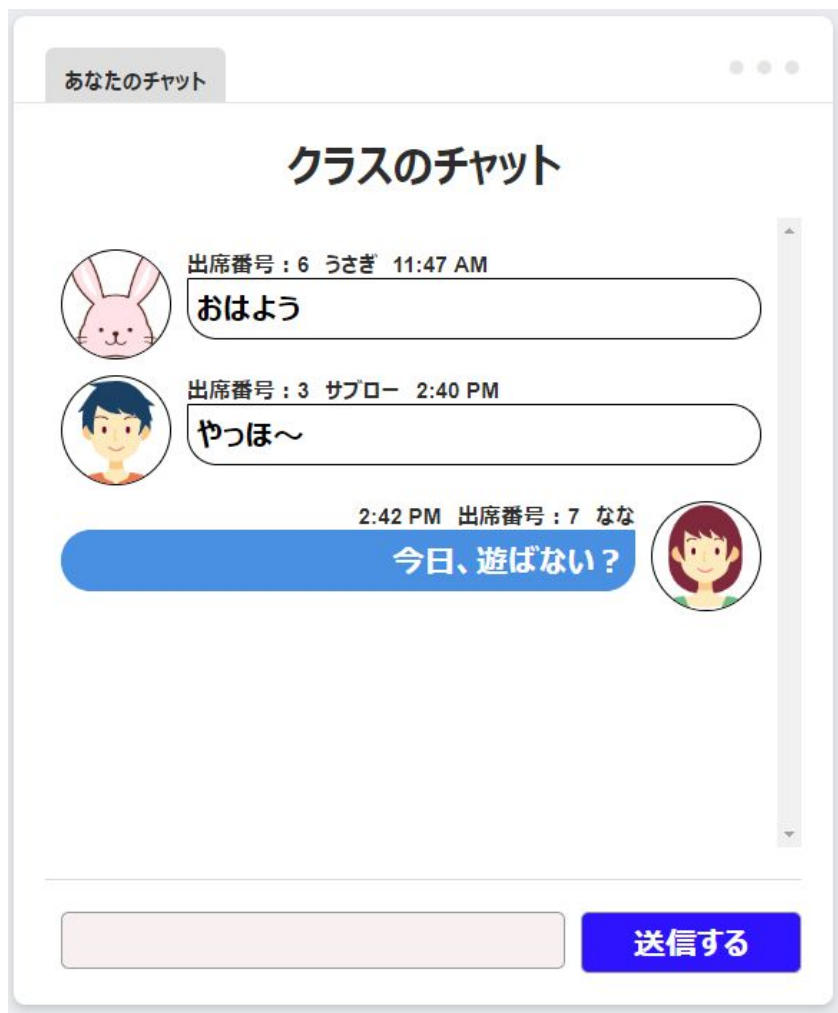 あなたのチャット
クラスのチャット
出席番号：6 うさぎ 11:47 AM
おはよう
出席番号：3 サブロー 2:40 PM
やっほ～
2:42 PM 出席番号：7 なな
今日、遊ばない？
送信する